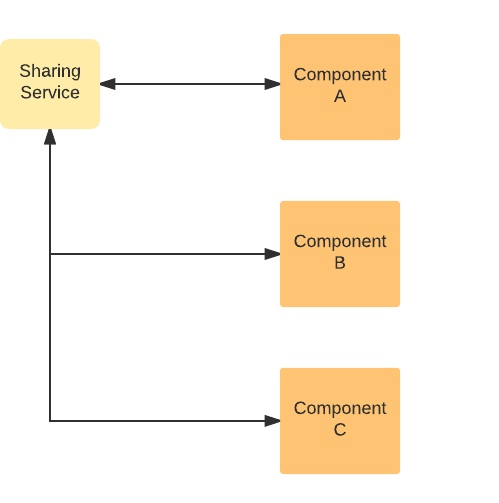 Sharing
Service
Component
A
Component
B
Component
C